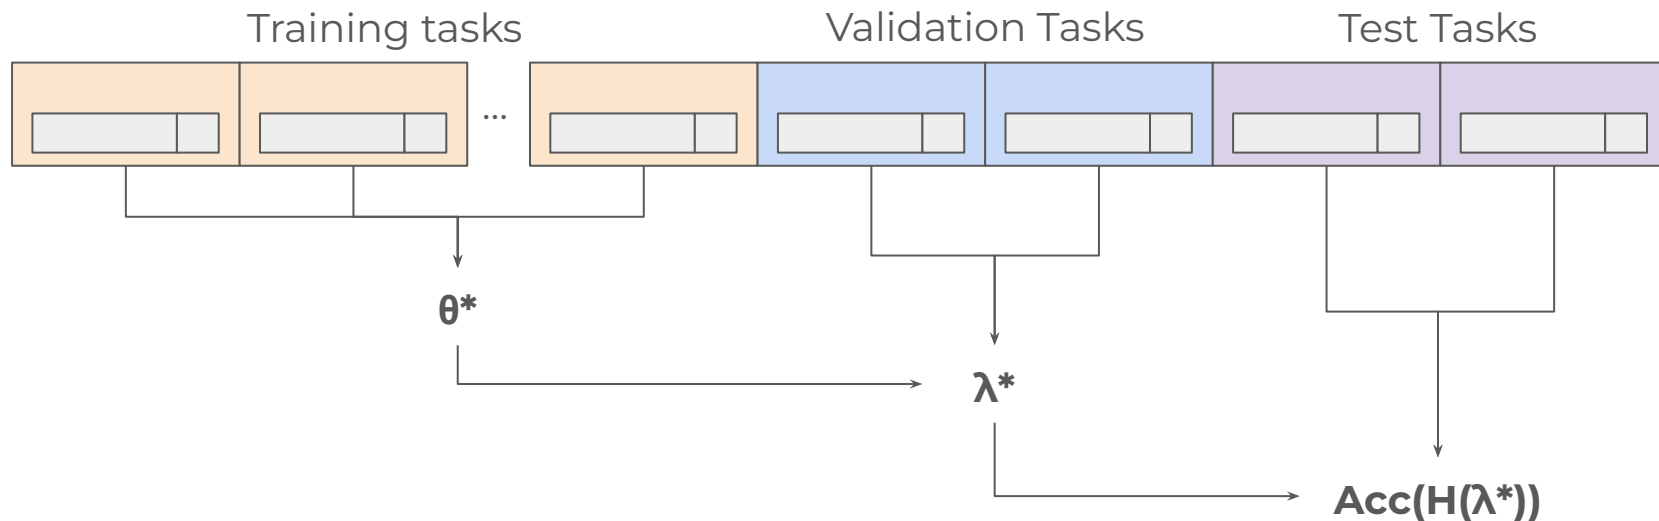 Training tasks
Validation Tasks
Test Tasks
...
θ*
λ*
Acc(H(λ*))